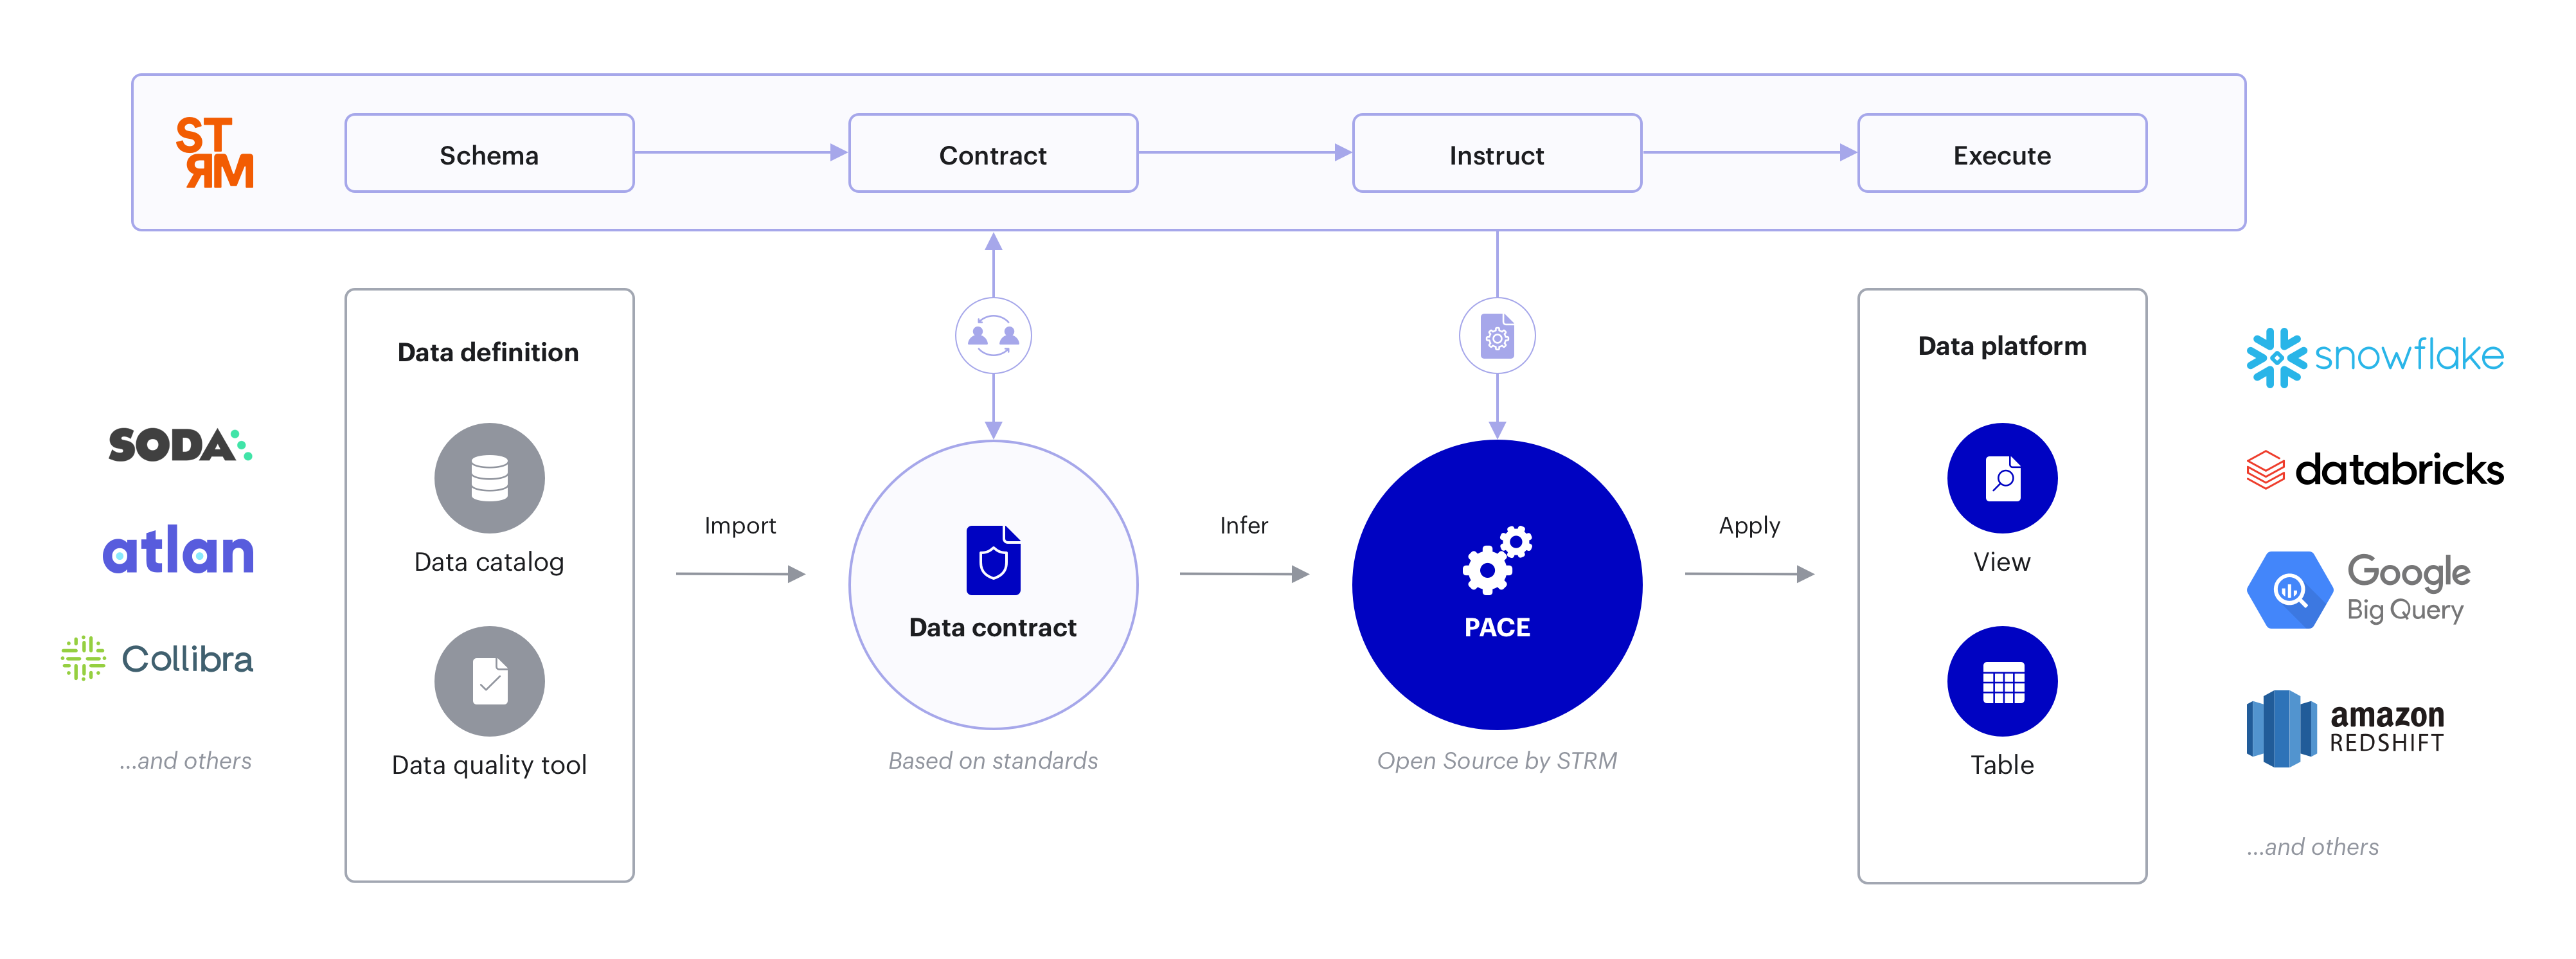 ST
RM
Schema
Contract
Instruct
Execute
Data definition
Data catalog
Data quality tool
SODA
atlan
Collibra
...and others
Import
Data contract
Based on standards
Infer
PACE
Open Source by STRM
Apply
Data platform
View
Table
snowflake
databricks
Google
Big Query
amazon
REDSHIFT
...and others